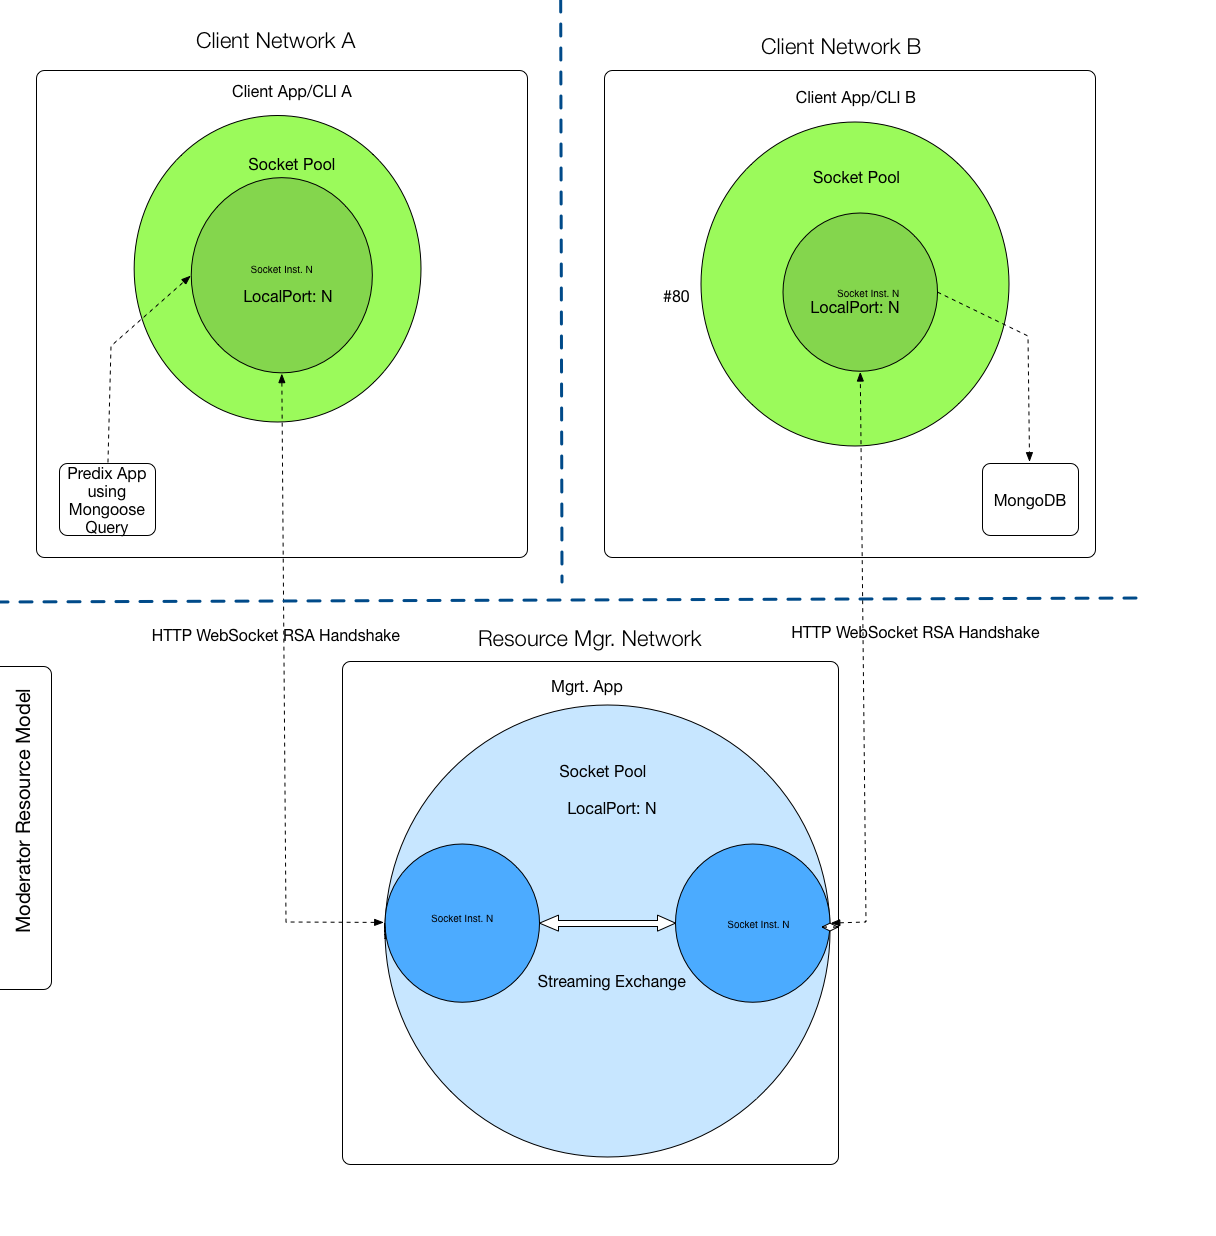 Client Network A
Client App/CLI A
Socket Pool
Socket Inst. N
LocalPort: N
Predix App
using
Mongoose
Query
Client Network B
Client App/CLI B
Socket Pool
#80
Socket Inst. N
LocalPort: N
MongoDB
HTTP WebSocket RSA Handshake
HTTP WebSocket RSA Handshake
Resource Mgr. Network
Mgrt. App
Socket Pool
LocalPort: N
Socket Inst. N
Socket Inst. N
Streaming Exchange
Moderator Resource Model